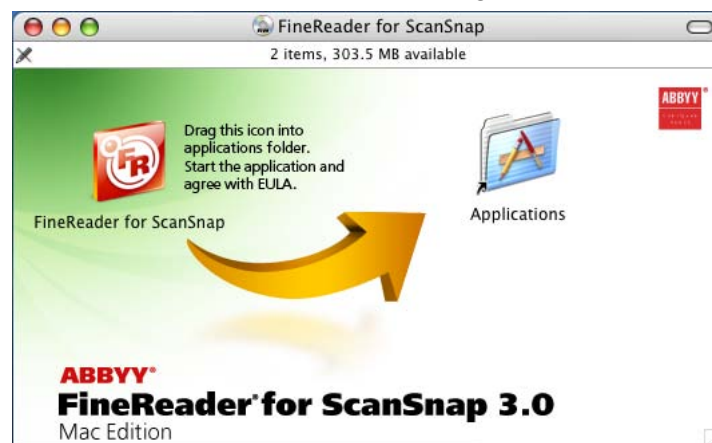 FineReader for ScanSnap
2 items, 303.5 MB available
ABBYY
FR
Drag this icon into
applications folder.
Start the application and
agree with EULA.
FineReader for ScanSnap
Applications
ABBYY®
FineReader® for ScanSnap 3.0
Mac Edition